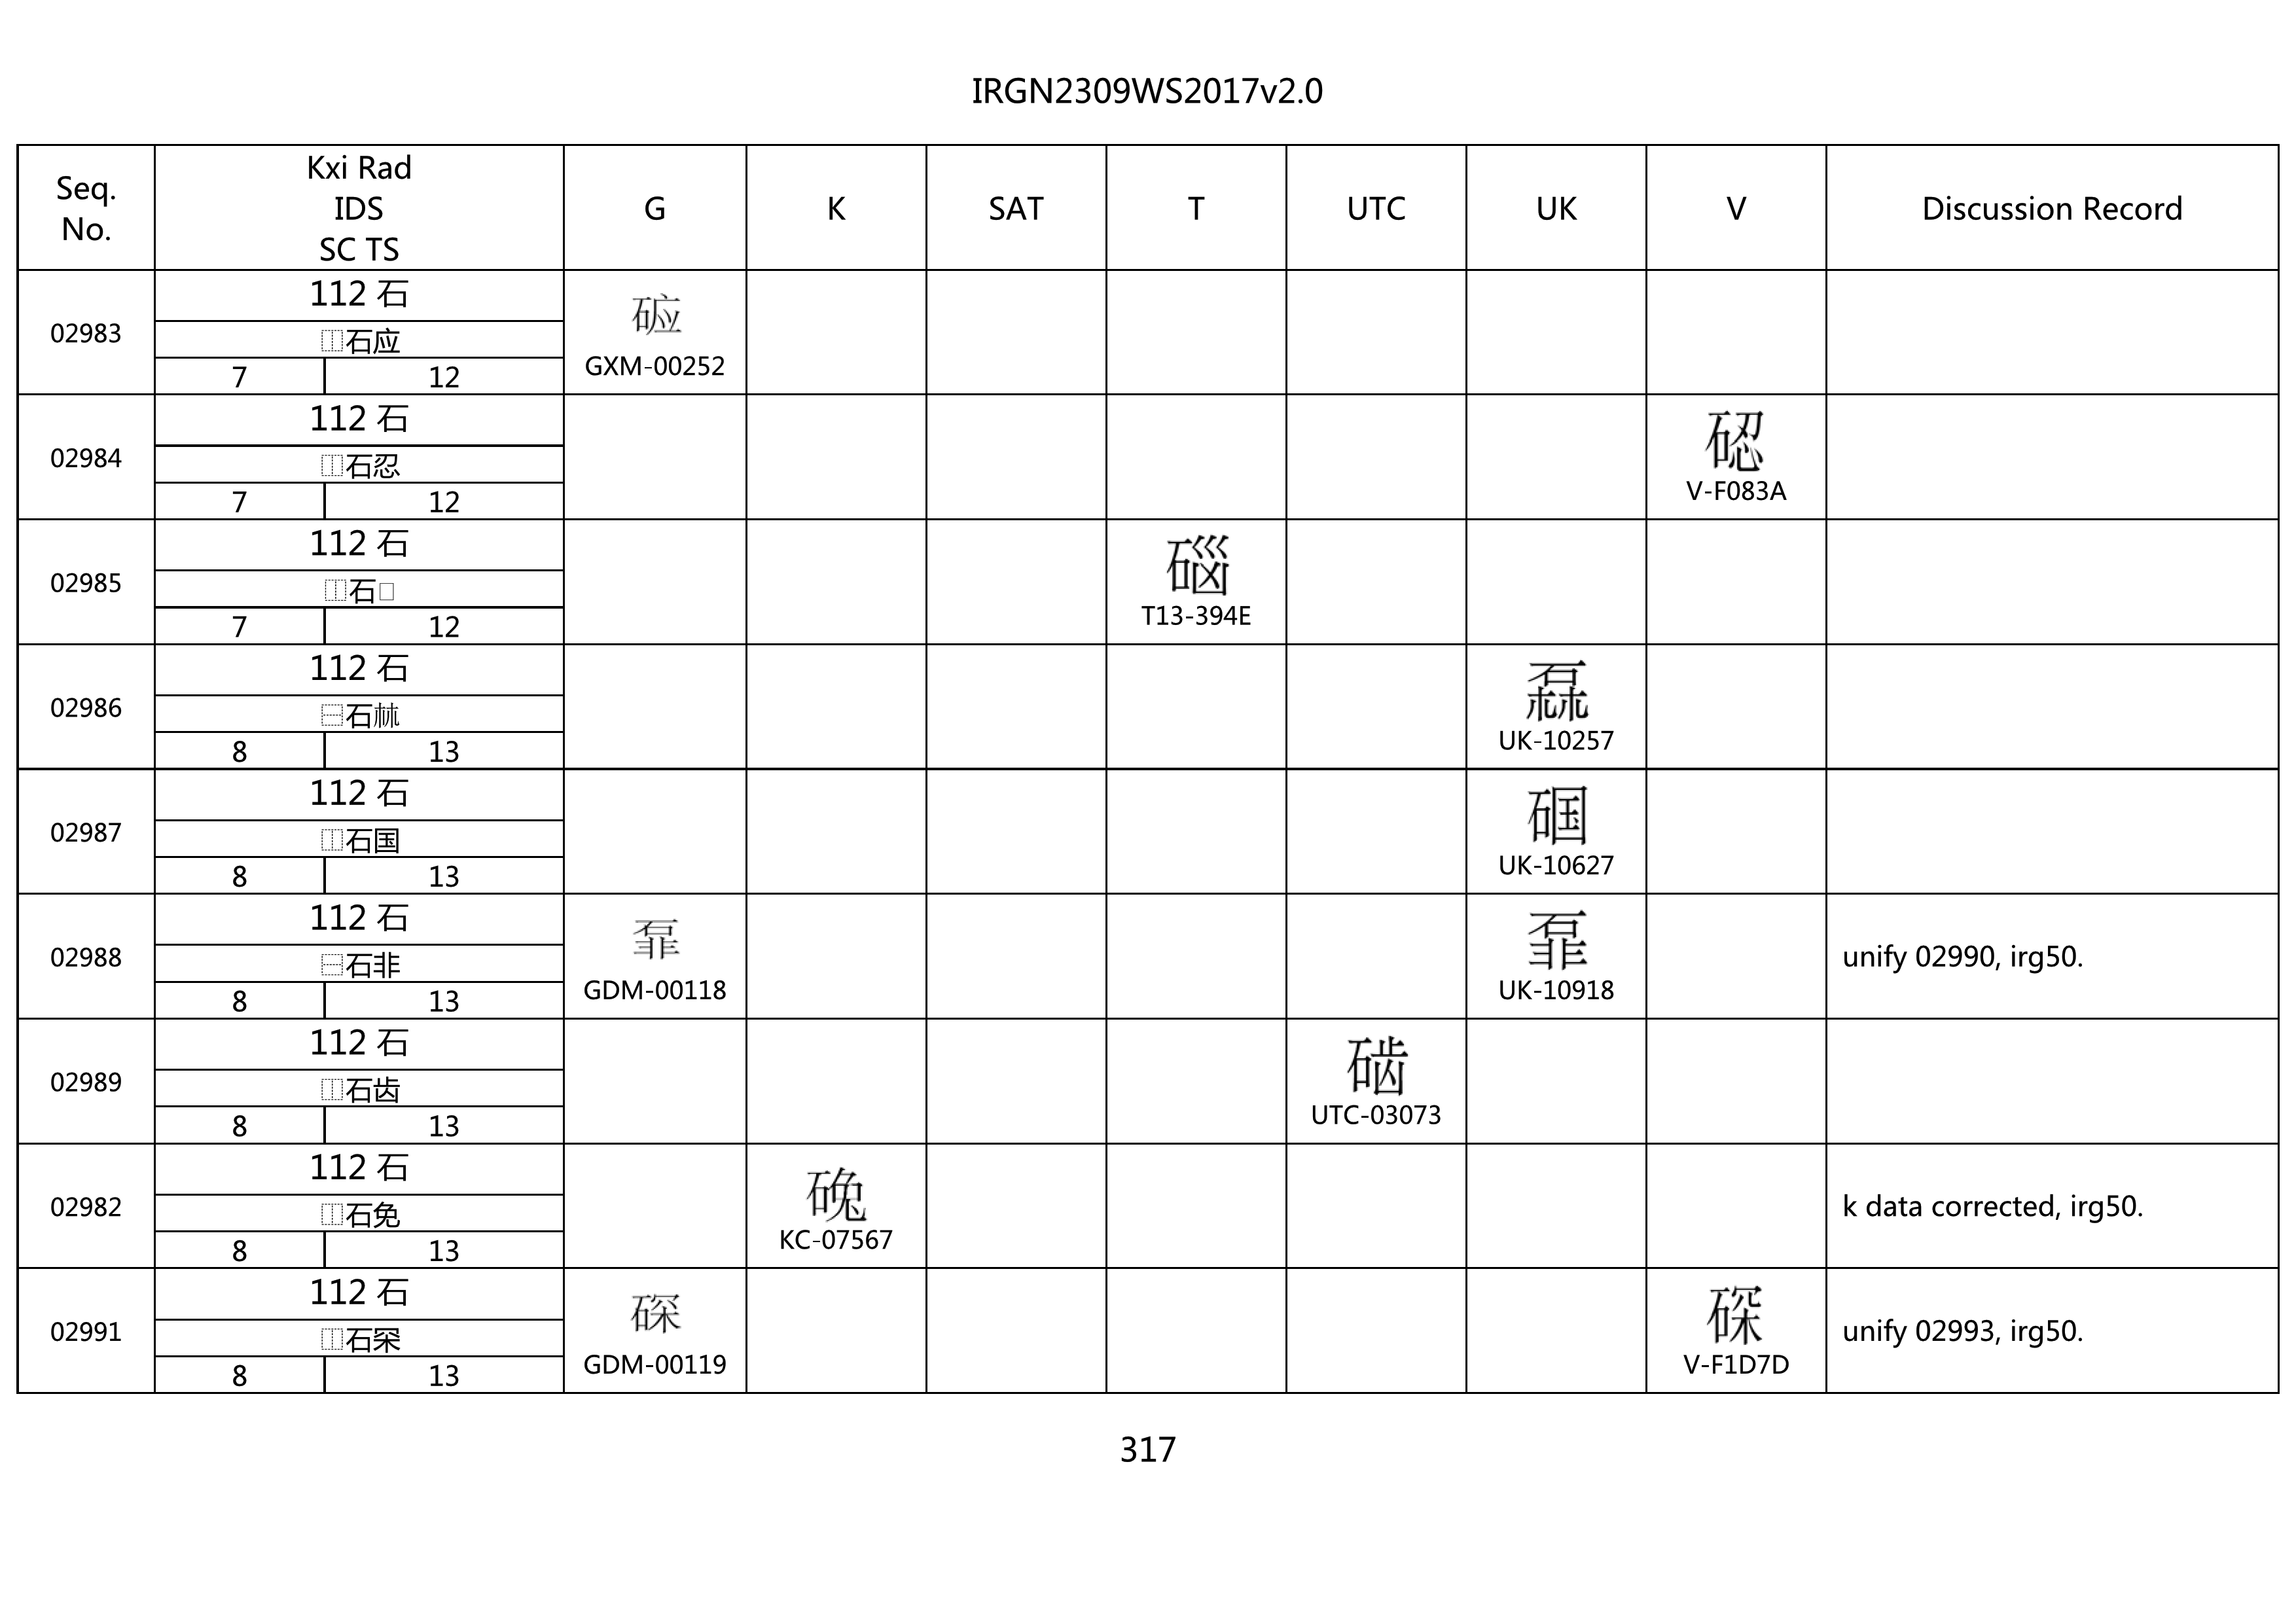 IRGN2309WS2017v2.0
Seq. No. Kxi Rad IDS SC TS G K SAT T UTC UK V Discussion Record
02983 112 石
⿰石应
7 12
GXM-00252
02984 112 石
⿰石忍
7 12
V-F083A
02985 112 石
⿰石
7 12
T13-394E
02986 112 石
⿱石𣏟
8 13
UK-10257
02987 112 石
⿰石国
8 13
UK-10627
02988 112 石
⿱石非
8 13
GDM-00118 UK-10918 unify 02990, irg50.
02989 112 石
⿰石齿
8 13
UTC-03073
02982 112 石
⿰石免
8 13
KC-07567 k data corrected, irg50.
02991 112 石
⿰石罙
8 13
GDM-00119 V-F1D7D unify 02993, irg50.
317